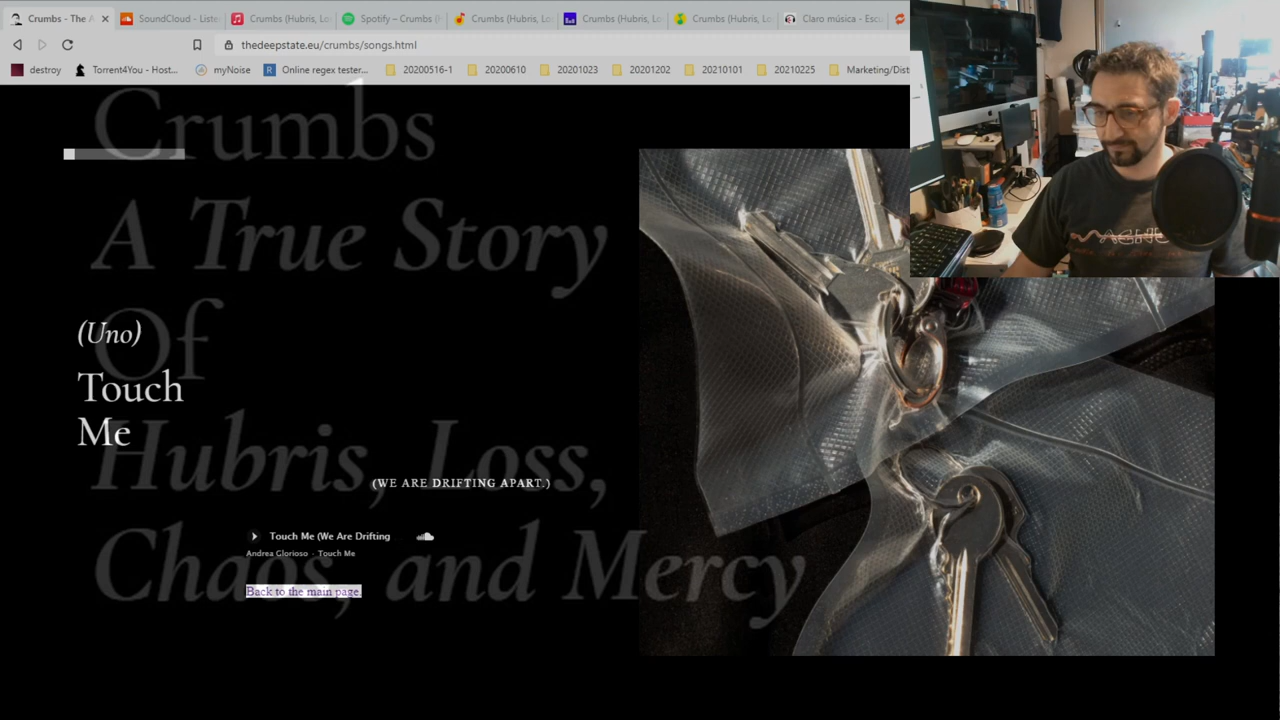 Crumbs - The A
SoundCloud - Liste
Crumbs (Hubris, Lo
Spotify – Crumbs (
Crumbs (Hubris, Lo
Crumbs (Hubris, Lo
Crumbs (Hubris, Lo
Claro música - Escu
thedeepstate.eu/crumbs/songs.html
destroy
Torrent4You - Host...
myNoise
Online regex tester...
20200516-1
20200610
20201023
20201202
20210101
20210225
Marketing/Dist
Crumbs
A True Story
Of
Hubris, Loss,
Chaos, and Mercy
(Uno)
Touch
Me
(WE ARE DRIFTING APART.)
Touch Me (We Are Drifting
Andrea Glorioso - Touch Me
Back to the main page.